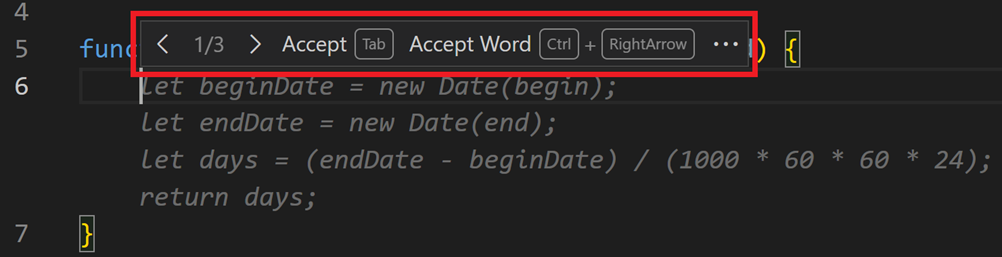 4
5 func
1/3 Accept Tab Accept Word Ctrl + RightArrow ...
) {
6 let beginDate = new Date(begin);
let endDate = new Date(end);
let days = (endDate - beginDate) / (1000 * 60 * 60 * 24);
return days;
7 }